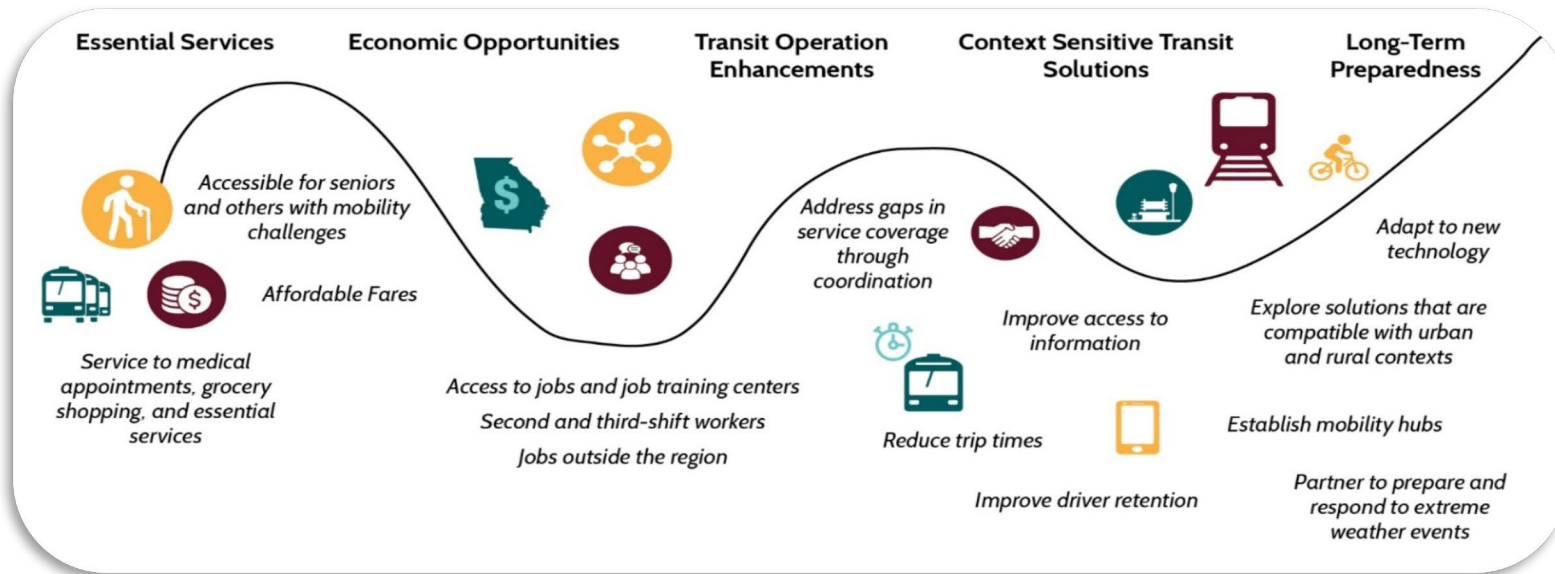 Essential Services
Economic Opportunities
Transit Operation
Enhancements
Context Sensitive Transit
Solutions
Long-Term
Preparedness
Accessible for seniors
and others with mobility
challenges
Affordable Fares
Service to medical
appointments, grocery
shopping, and essential
services
$
$
Access to jobs and job training centers
Second and third-shift workers
Jobs outside the region
Address gaps in
service coverage
through
coordination
Improve access to
information
Reduce trip times
Improve driver retention
Adapt to new
technology
Explore solutions that are
compatible with urban
and rural contexts
Establish mobility hubs
Partner to prepare and
respond to extreme
weather events